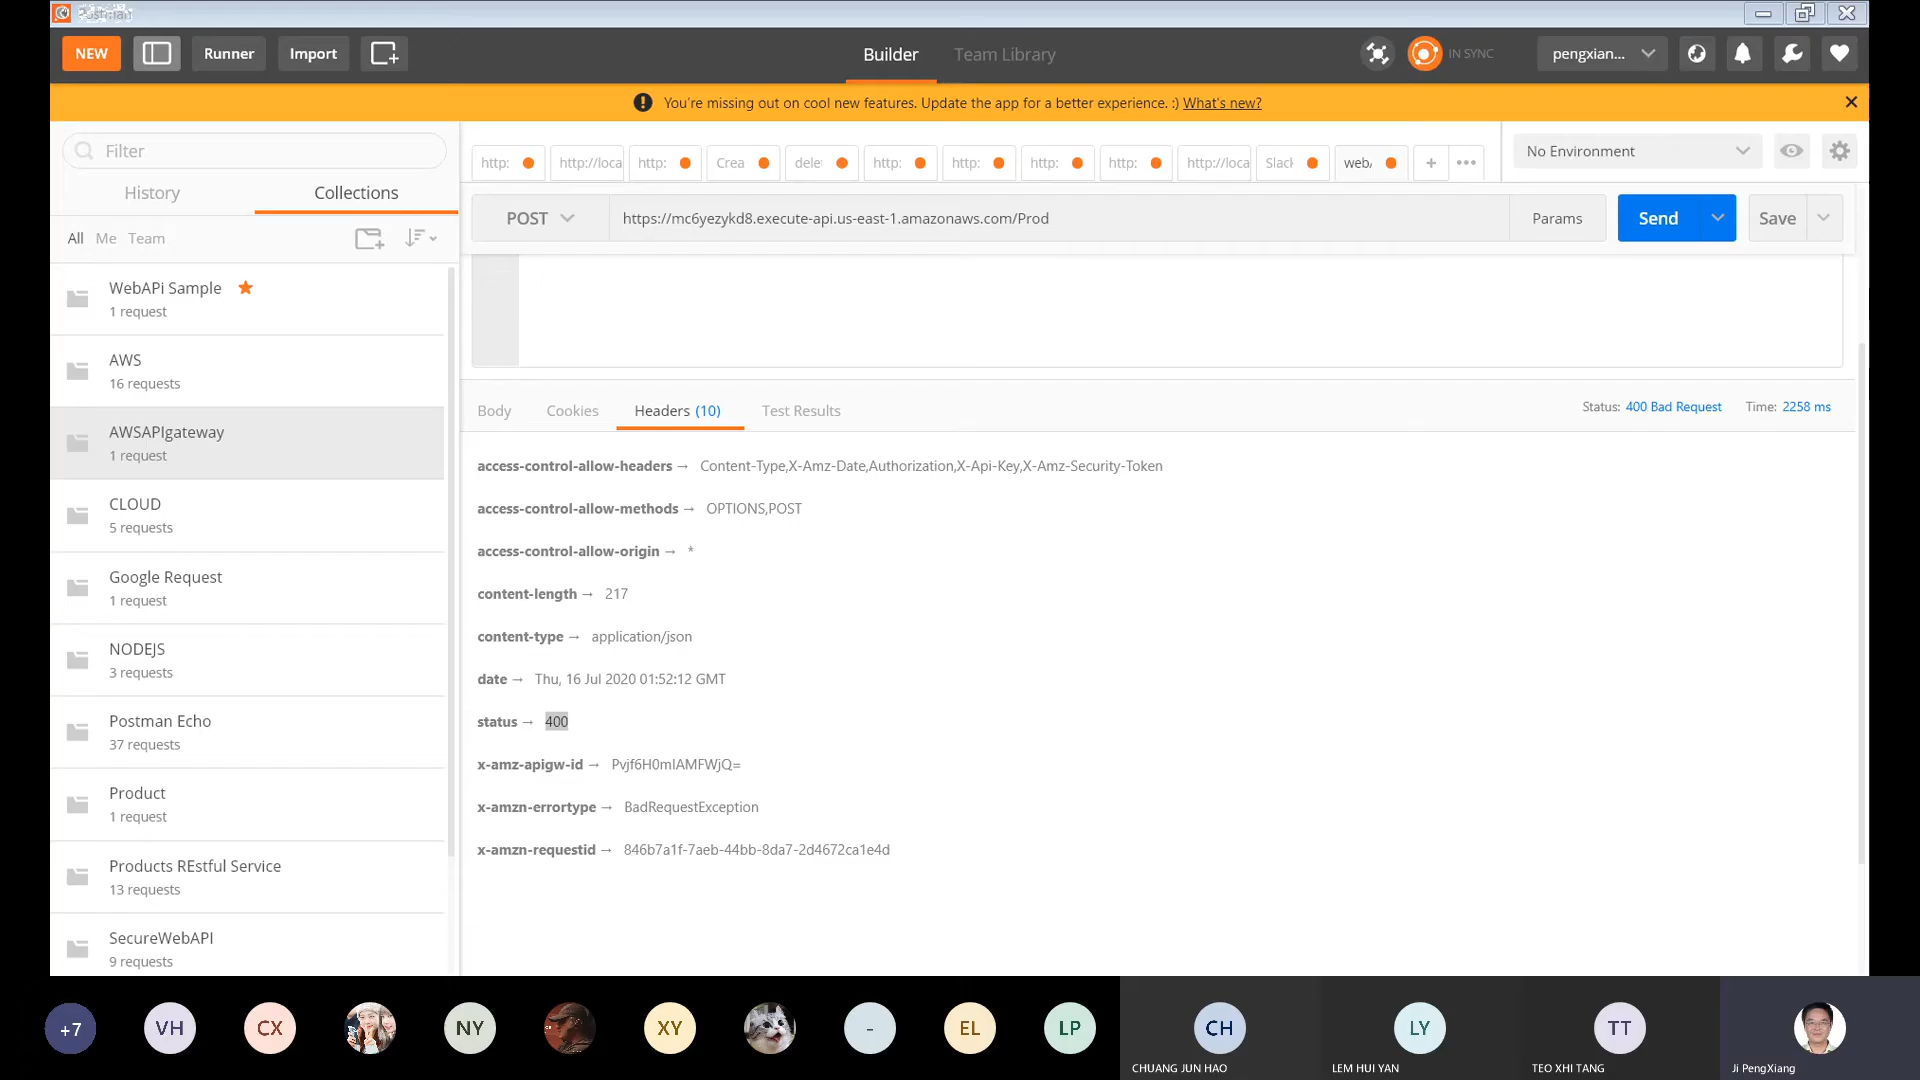 Postman
NEW
Runner
Import
Builder
Team Library
IN SYNC
pengxian...
You're missing out on cool new features. Update the app for a better experience. :) What's new?
Filter
History
Collections
All Me Team
WebAPi Sample
1 request
AWS
16 requests
AWSAPIgateway
1 request
CLOUD
5 requests
Google Request
1 request
NODEJS
3 requests
Postman Echo
37 requests
Product
1 request
Products REstful Service
13 requests
SecureWebAPI
9 requests
http:
http://loca
http:
Crea
dele
http:
http:
http:
http:
http://loca
Slack
web
No Environment
POST
https://mc6yezykd8.execute-api.us-east-1.amazonaws.com/Prod
Params
Send
Save
Body
Cookies
Headers (10)
Test Results
Status: 400 Bad Request
Time: 2258 ms
access-control-allow-headers → Content-Type,X-Amz-Date,Authorization,X-Api-Key,X-Amz-Security-Token
access-control-allow-methods → OPTIONS,POST
access-control-allow-origin → *
content-length → 217
content-type → application/json
date → Thu, 16 Jul 2020 01:52:12 GMT
status → 400
x-amz-apigw-id → Pvjf6H0mIAMFWjQ=
x-amzn-errortype → BadRequestException
x-amzn-requestid → 846b7a1f-7aeb-44bb-8da7-2d4672ca1e4d
+7
VH
CX
NY
XY
-
EL
LP
CH
CHUANG JUN HAO
LY
LEM HUI YAN
TT
TEO XHI TANG
Ji PengXiang